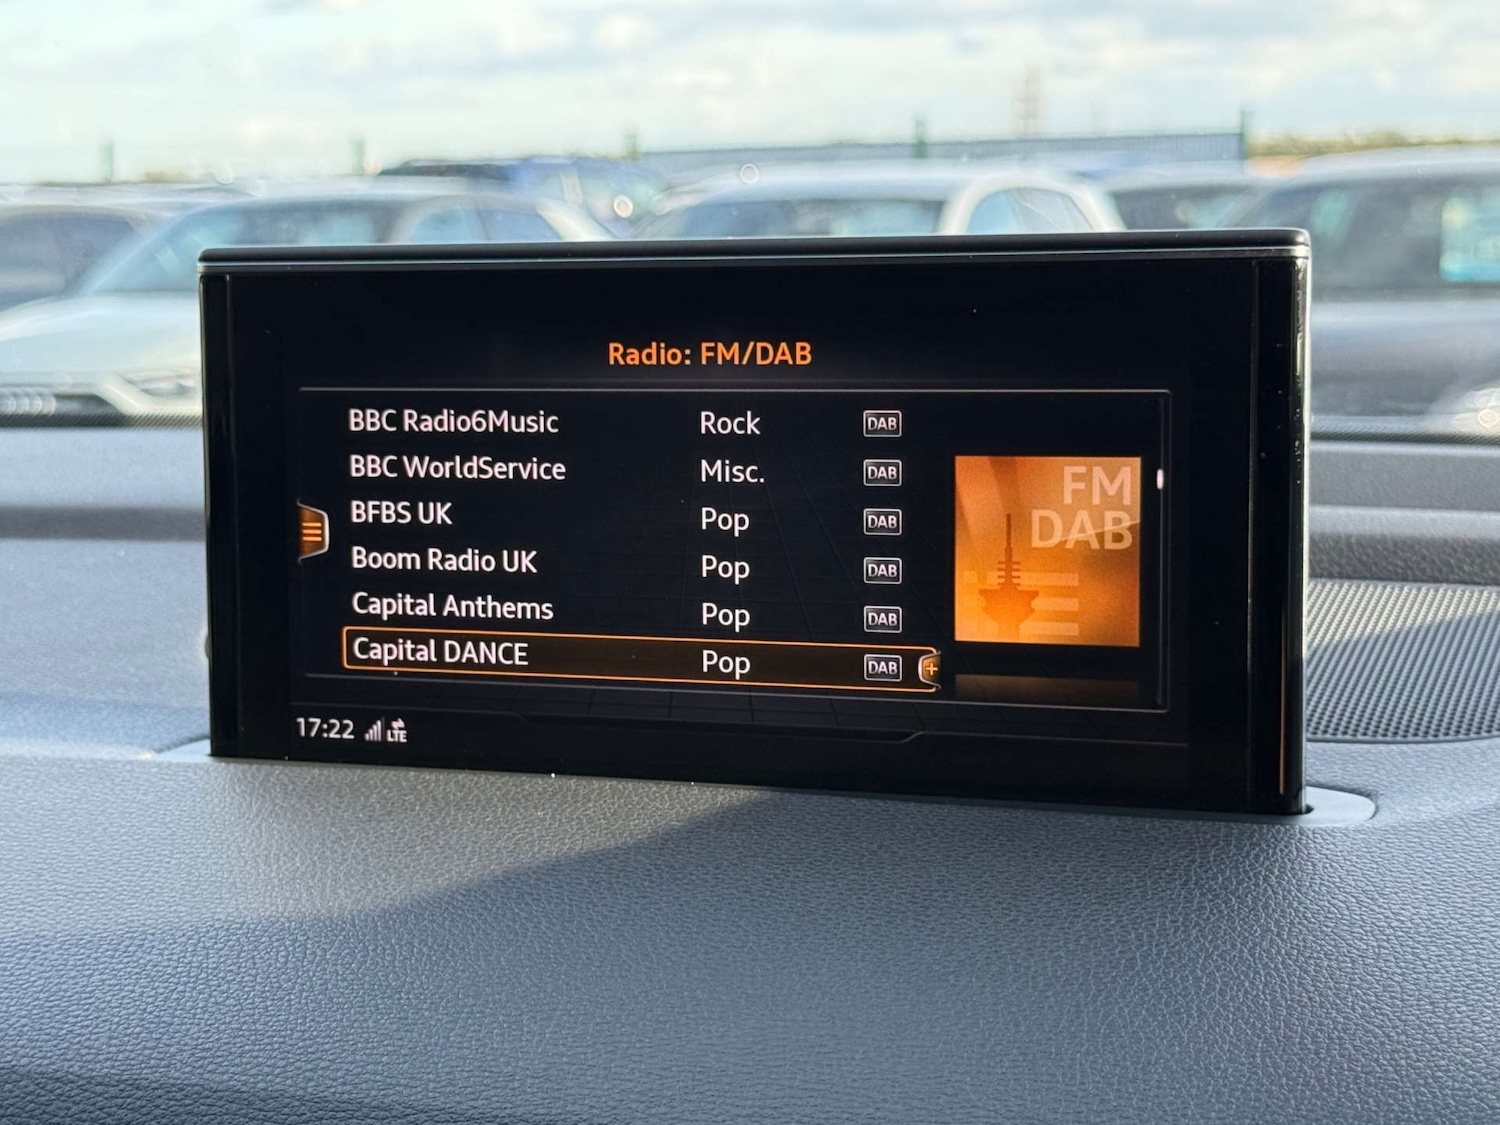 Radio: FM/DAB
BBC Radio6Music Rock DAB
BBC WorldService Misc. DAB
BFBS UK Pop DAB
Boom Radio UK Pop DAB
Capital Anthems Pop DAB
Capital DANCE Pop DAB
FM
DAB
17:22 LTE